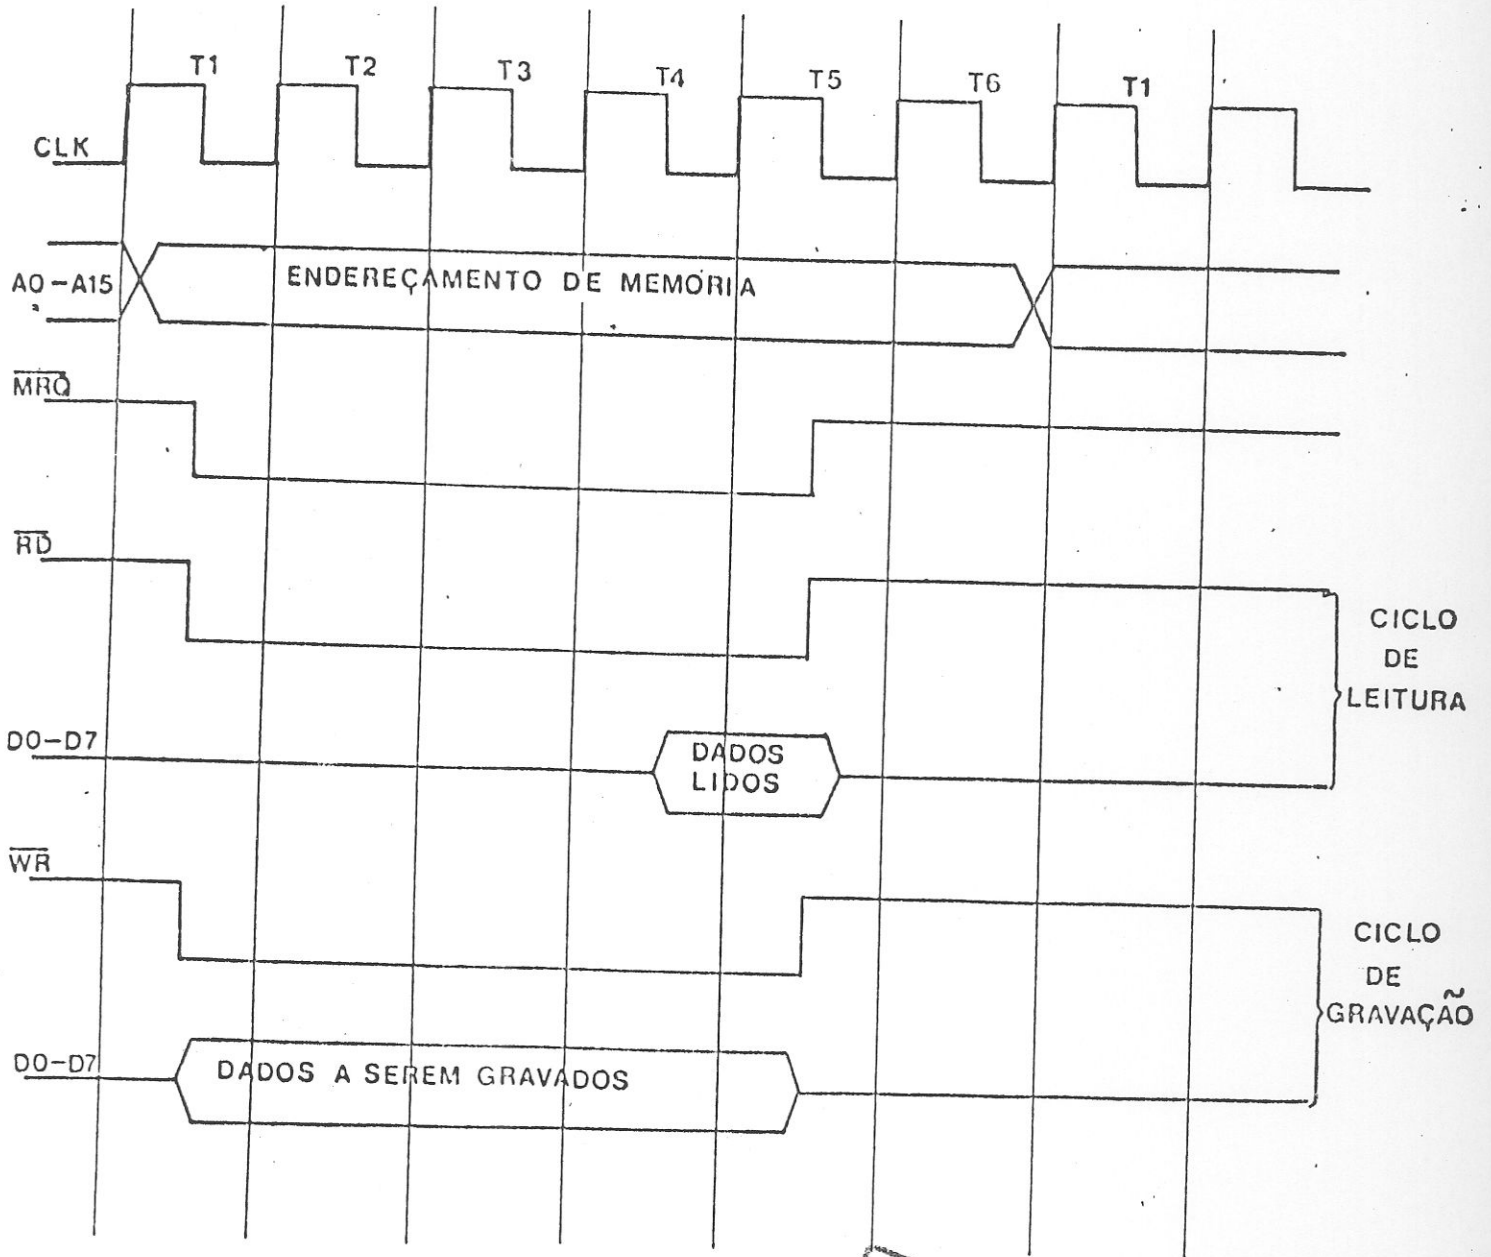 T1 T2 T3 T4 T5 T6 T1
CLK
A0-A15
ENDEREÇAMENTO DE MEMÓRIA
MRQ
RD
CICLO
DE
LEITURA
D0-D7
DADOS
LIDOS
WR
CICLO
DE
GRAVAÇÃO
D0-D7
DADOS A SEREM GRAVADOS